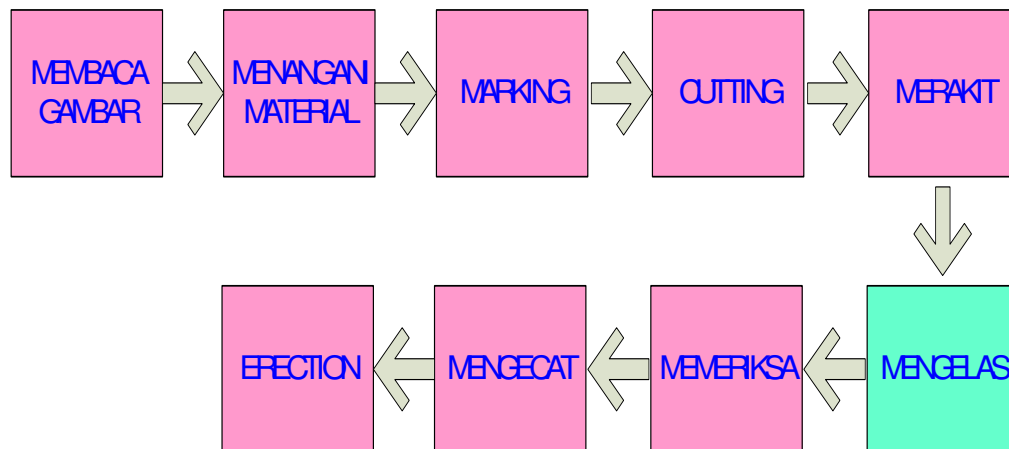 MEMBACA
GAMBAR
MENANGANI
MATERIAL
MARKING
CUTTING
MERAKIT
MENGELAS
MEMERIKSA
MENGECAT
ERECTION